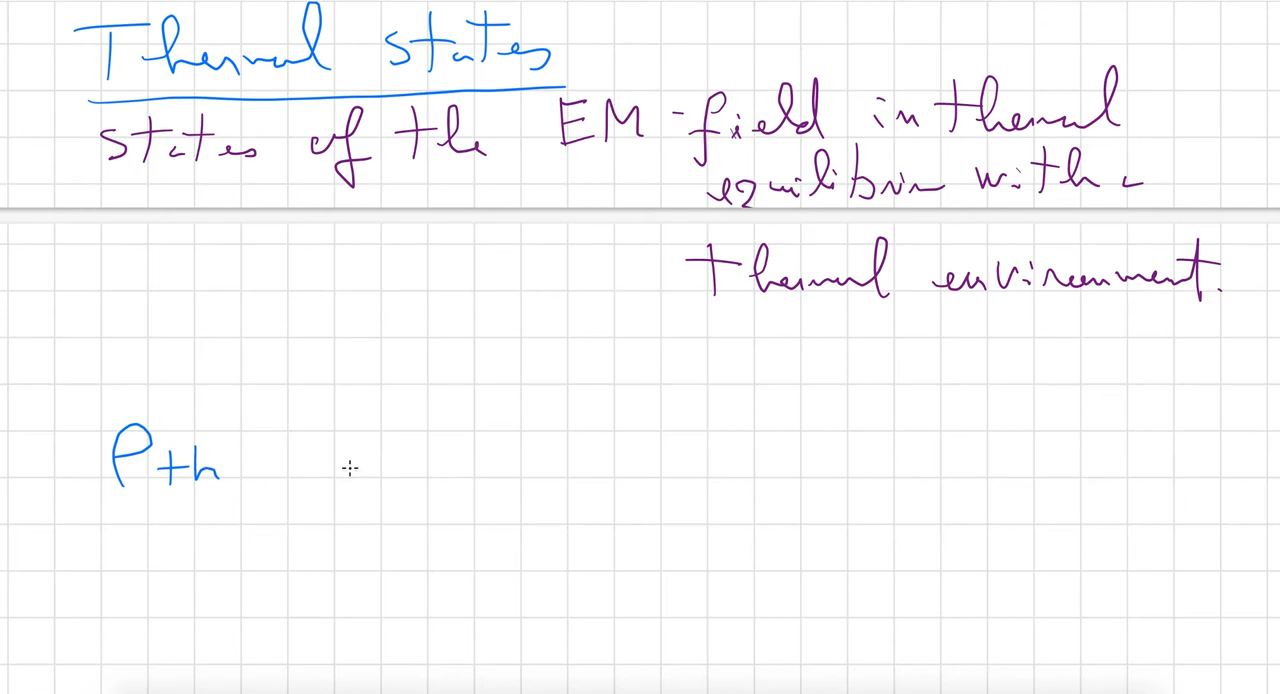 Thermal states
states of the EM-field in thermal
equilibrium with a
thermal environment.
ρth